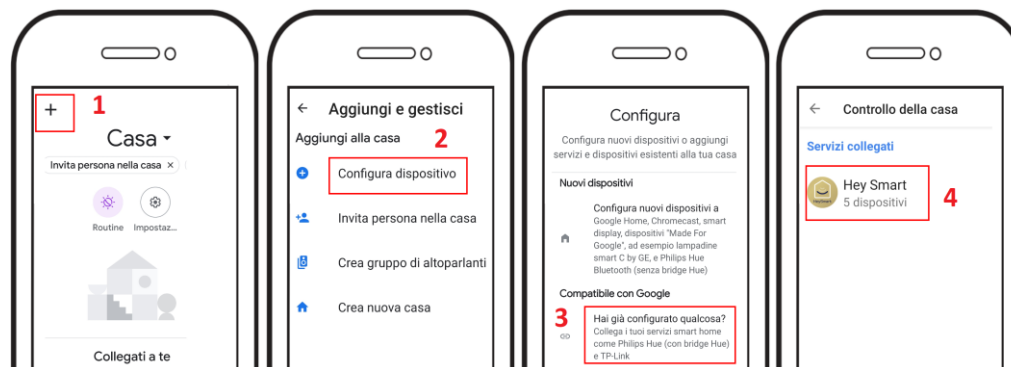 +
1
Casa
Invita persona nella casa ×
Routine Impostaz...
Collegati a te
← Aggiungi e gestisci
Aggiungi alla casa
2
Configura dispositivo
Invita persona nella casa
Crea gruppo di altoparlanti
Crea nuova casa
Configura
Configura nuovi dispositivi o aggiungi
servizi e dispositivi esistenti alla tua casa
Nuovi dispositivi
Configura nuovi dispositivi a
Google Home, Chromecast, smart
display, dispositivi "Made For
Google", ad esempio lampadine
smart C by GE, e Philips Hue
Bluetooth (senza bridge Hue)
Compatibile con Google
3
Hai già configurato qualcosa?
Collega i tuoi servizi smart home
come Philips Hue (con bridge Hue)
e TP-Link
← Controllo della casa
Servizi collegati
Hey Smart
5 dispositivi
4